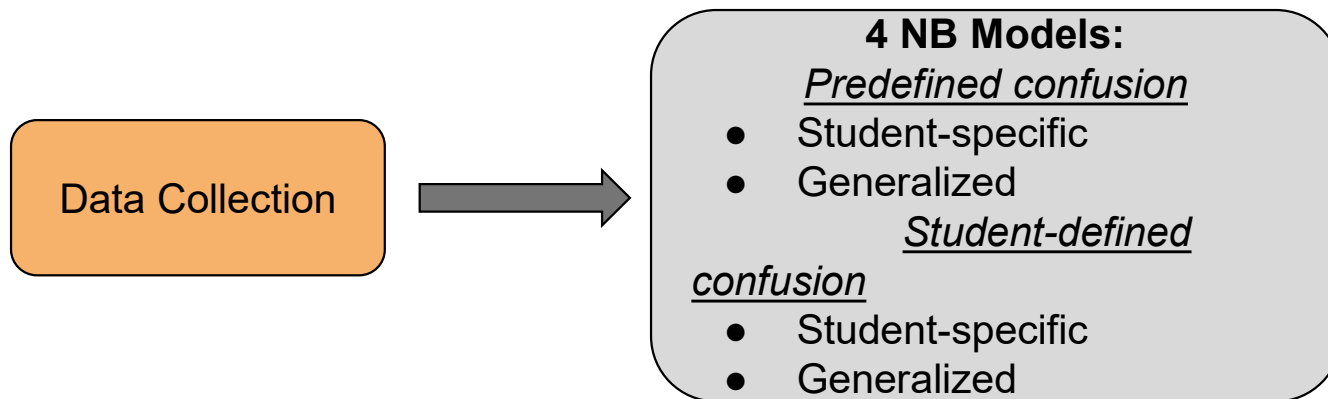 Data Collection
4 NB Models:
Predefined confusion
● Student-specific
● Generalized
Student-defined
confusion
● Student-specific
● Generalized